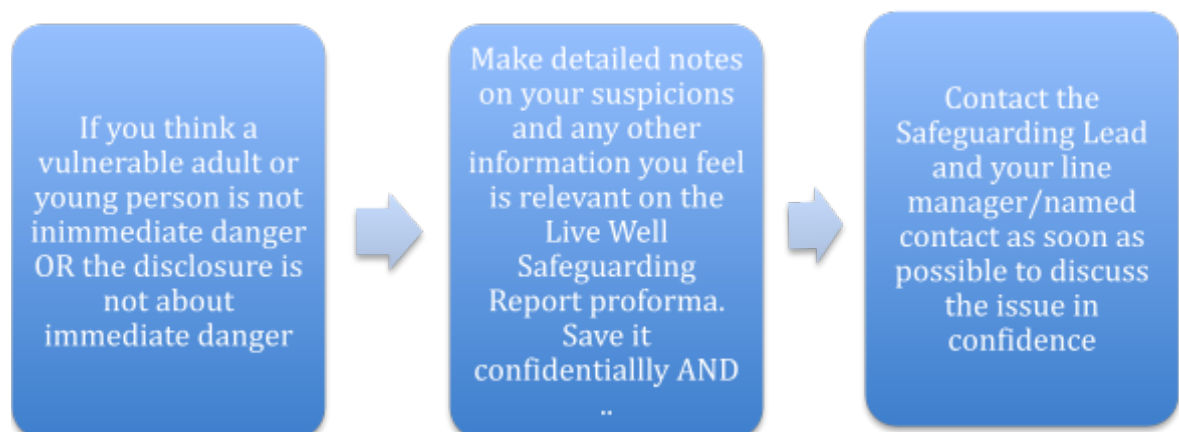 If you think a
vulnerable adult or
young person is not
inimmediate danger
OR the disclosure is
not about
immediate danger
Make detailed notes
on your suspicions
and any other
information you feel
is relevant on the
Live Well
Safeguarding
Report proforma.
Save it
confidentiallly AND
..
Contact the
Safeguarding Lead
and your line
manager/named
contact as soon as
possible to discuss
the issue in
confidence